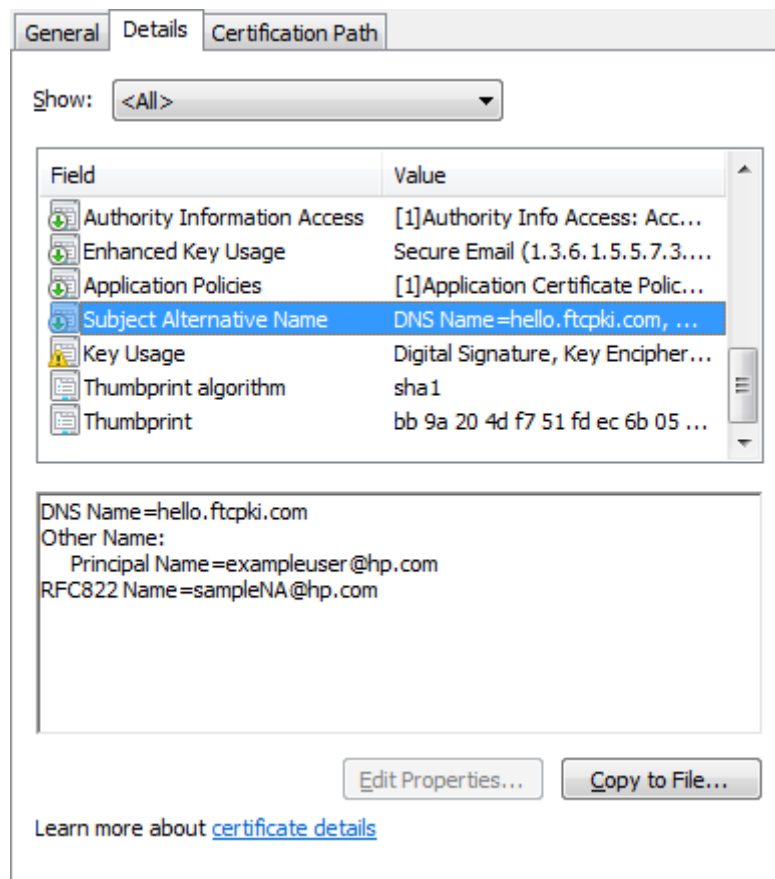 General Details Certification Path
Show: <All>
Field Value
Authority Information Access [1]Authority Info Access: Acc...
Enhanced Key Usage Secure Email (1.3.6.1.5.5.7.3....
Application Policies [1]Application Certificate Polic...
Subject Alternative Name DNS Name=hello.ftcpki.com, ...
Key Usage Digital Signature, Key Encipher...
Thumbprint algorithm sha1
Thumbprint bb 9a 20 4d f7 51 fd ec 6b 05 ...
DNS Name=hello.ftcpki.com
Other Name:
Principal Name=exampleuser@hp.com
RFC822 Name=sampleNA@hp.com
Edit Properties... Copy to File...
Learn more about certificate details